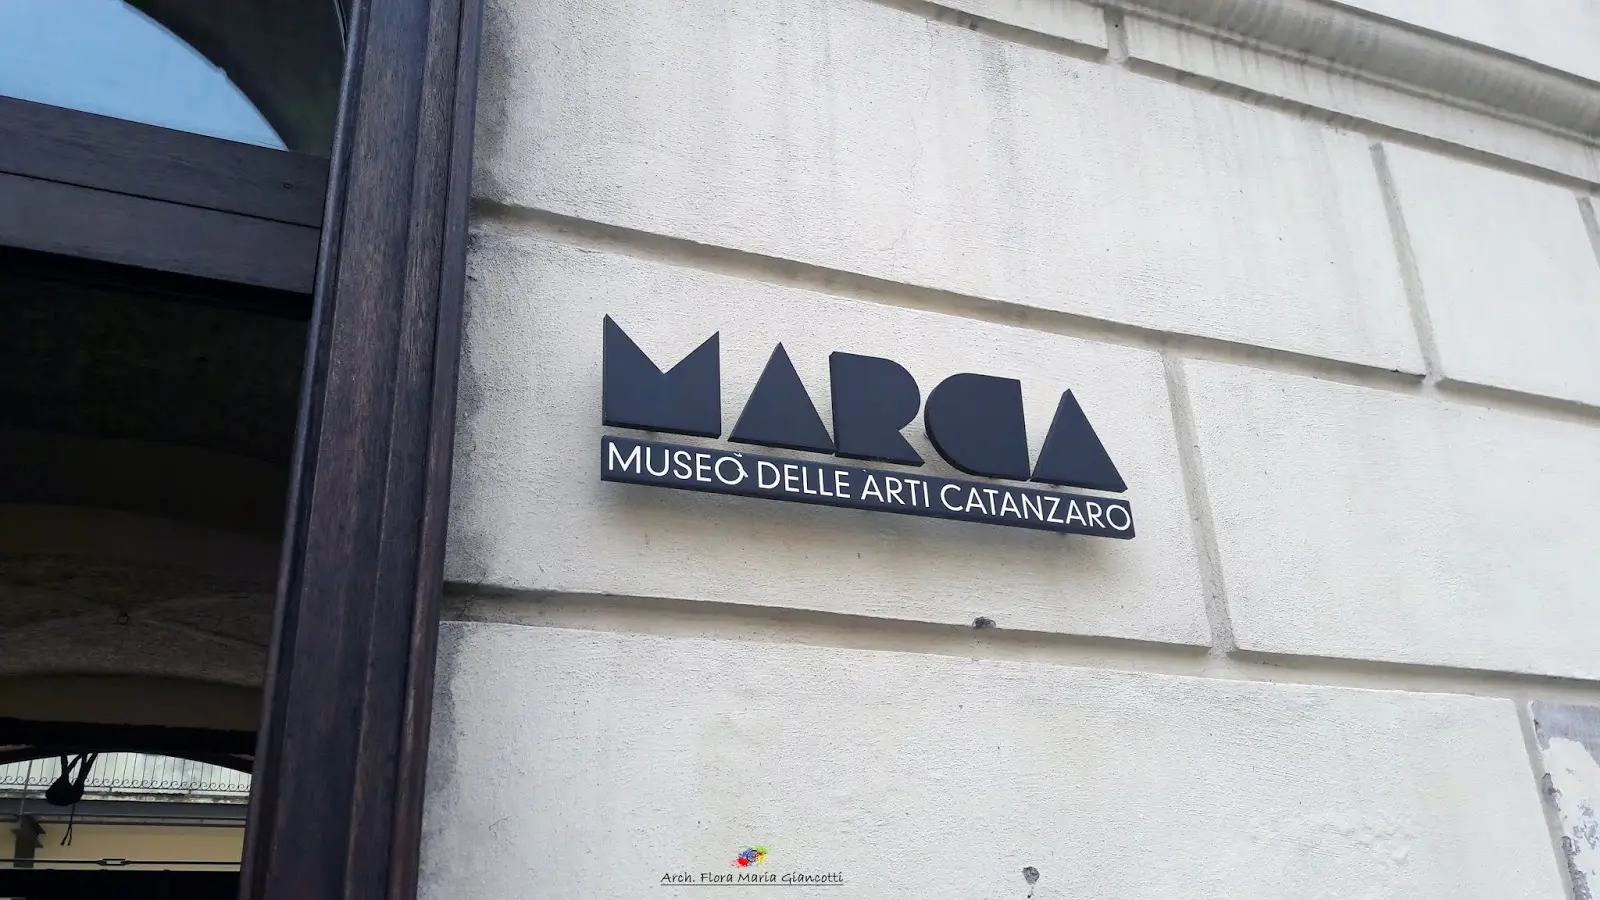 MARCA
MUSEO DELLE ARTI CATANZARO
Arch. Flora Maria Giancotti